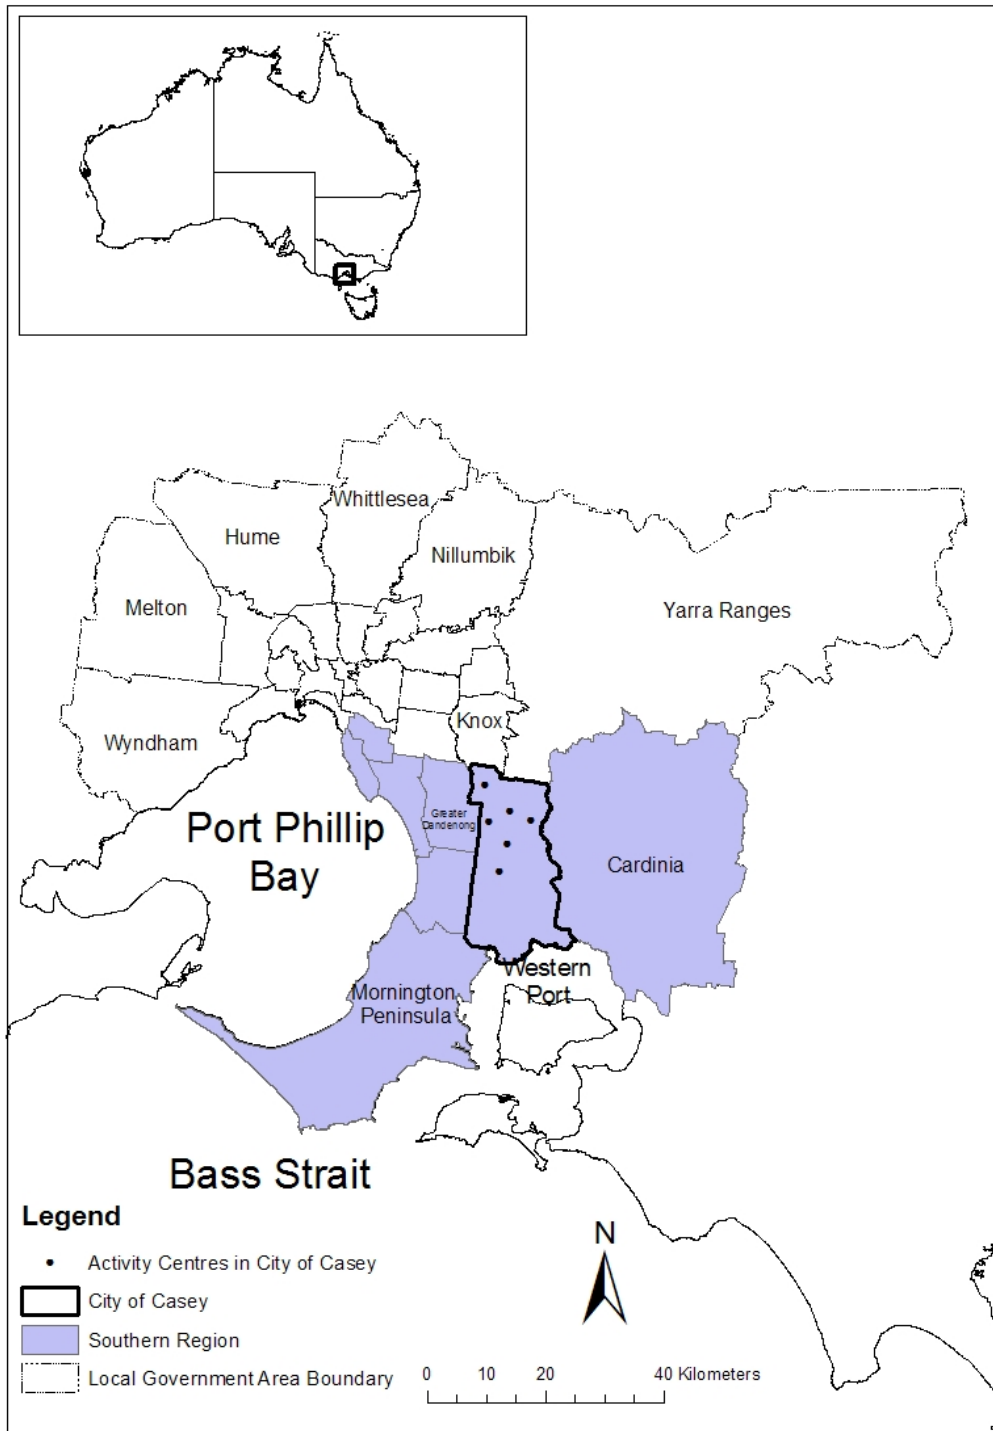 Whittlesea
Hume
Nillumbik
Melton
Yarra Ranges
Knox
Wyndham
Greater
Dandenong
Port Phillip
Bay
Cardinia
Western
Port
Mornington
Peninsula
Bass Strait
Legend
Activity Centres in City of Casey
City of Casey
Southern Region
Local Government Area Boundary
N
0 10 20 40 Kilometers